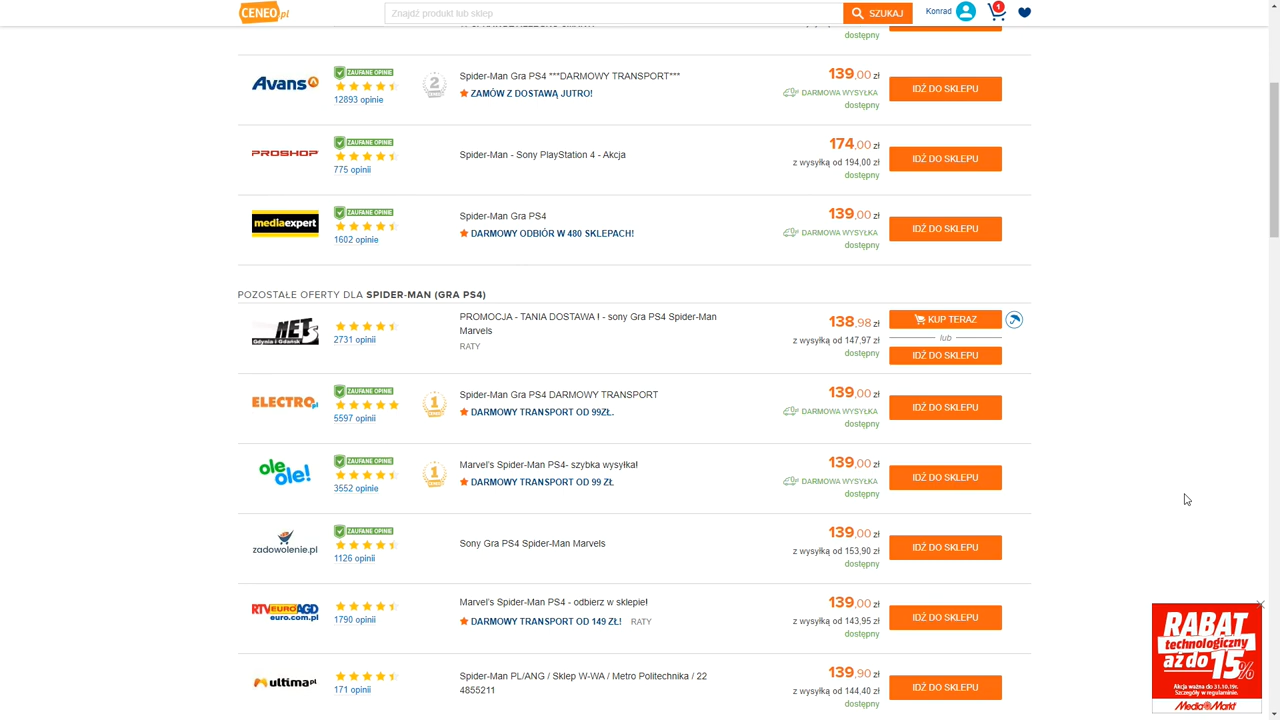 CENEO.pl
Znajdź produkt lub sklep
SZUKAJ
Konrad
1
dostępny
Avans
ZAUFANE OPINIE
12893 opinie
2
Spider-Man Gra PS4 ***DARMOWY TRANSPORT***
ZAMÓW Z DOSTAWĄ JUTRO!
139,00 zł
DARMOWA WYSYŁKA
dostępny
IDŹ DO SKLEPU
PROSHOP
ZAUFANE OPINIE
775 opinii
Spider-Man - Sony PlayStation 4 - Akcja
174,00 zł
z wysyłką od 194,00 zł
dostępny
IDŹ DO SKLEPU
mediaexpert
ZAUFANE OPINIE
1602 opinie
Spider-Man Gra PS4
DARMOWY ODBIÓR W 480 SKLEPACH!
139,00 zł
DARMOWA WYSYŁKA
dostępny
IDŹ DO SKLEPU
POZOSTAŁE OFERTY DLA SPIDER-MAN (GRA PS4)
NETs
Gdynia i Gdańsk
2731 opinii
PROMOCJA - TANIA DOSTAWA ! - sony Gra PS4 Spider-Man
Marvels
RATY
138,98 zł
z wysyłką od 147,97 zł
dostępny
KUP TERAZ
lub
IDŹ DO SKLEPU
ELECTRO.pl
ZAUFANE OPINIE
5597 opinii
1
Spider-Man Gra PS4 DARMOWY TRANSPORT
DARMOWY TRANSPORT OD 99ZŁ.
139,00 zł
DARMOWA WYSYŁKA
dostępny
IDŹ DO SKLEPU
ole
ole!
ZAUFANE OPINIE
3552 opinie
1
Marvel's Spider-Man PS4- szybka wysyłka!
DARMOWY TRANSPORT OD 99 ZŁ
139,00 zł
DARMOWA WYSYŁKA
dostępny
IDŹ DO SKLEPU
zadowolenie.pl
ZAUFANE OPINIE
1126 opinii
Sony Gra PS4 Spider-Man Marvels
139,00 zł
z wysyłką od 153,90 zł
dostępny
IDŹ DO SKLEPU
RTV EURO AGD
euro.com.pl
1790 opinii
Marvel's Spider-Man PS4 - odbierz w sklepie!
DARMOWY TRANSPORT OD 149 ZŁ! RATY
139,00 zł
z wysyłką od 143,95 zł
dostępny
IDŹ DO SKLEPU
ultima.pl
171 opinii
Spider-Man PL/ANG / Sklep W-WA / Metro Politechnika / 22
4855211
139,90 zł
z wysyłką od 144,40 zł
dostępny
IDŹ DO SKLEPU
RABAT
technologiczny
aż do 15%
Akcja ważna do 31.10.19r.
Szczegóły w regulaminie.
Media Markt